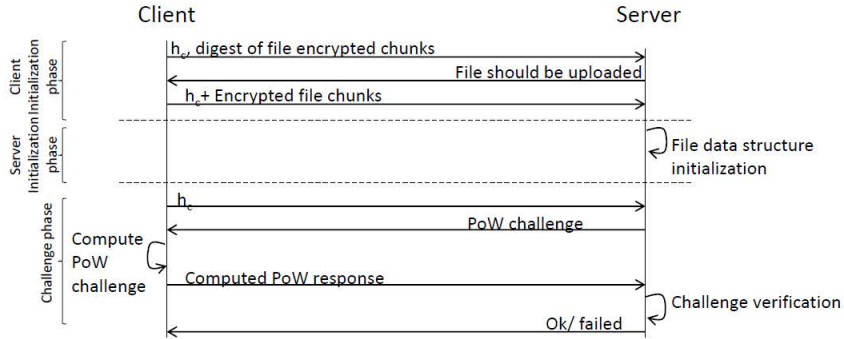 Client
Server
h_c, digest of file encrypted chunks
File should be uploaded
h_c+ Encrypted file chunks
Client
Initialization
phase
Server
Initialization
phase
File data structure
initialization
h_c
PoW challenge
Challenge phase
Compute
PoW
challenge
Computed PoW response
Challenge verification
Ok/ failed